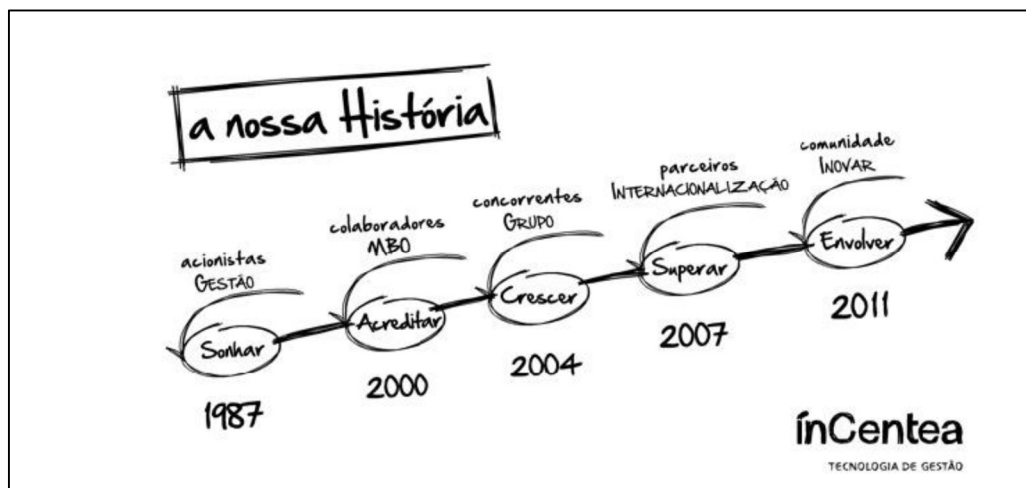 a nossa História
acionistas
GESTÃO
Sonhar
1987
colaboradores
MBO
Acreditar
2000
concorrentes
GRUPO
Crescer
2004
parceiros
INTERNACIONALIZAÇÃO
Superar
2007
comunidade
INOVAR
Envolver
2011
ínCentea
TECNOLOGIA DE GESTÃO